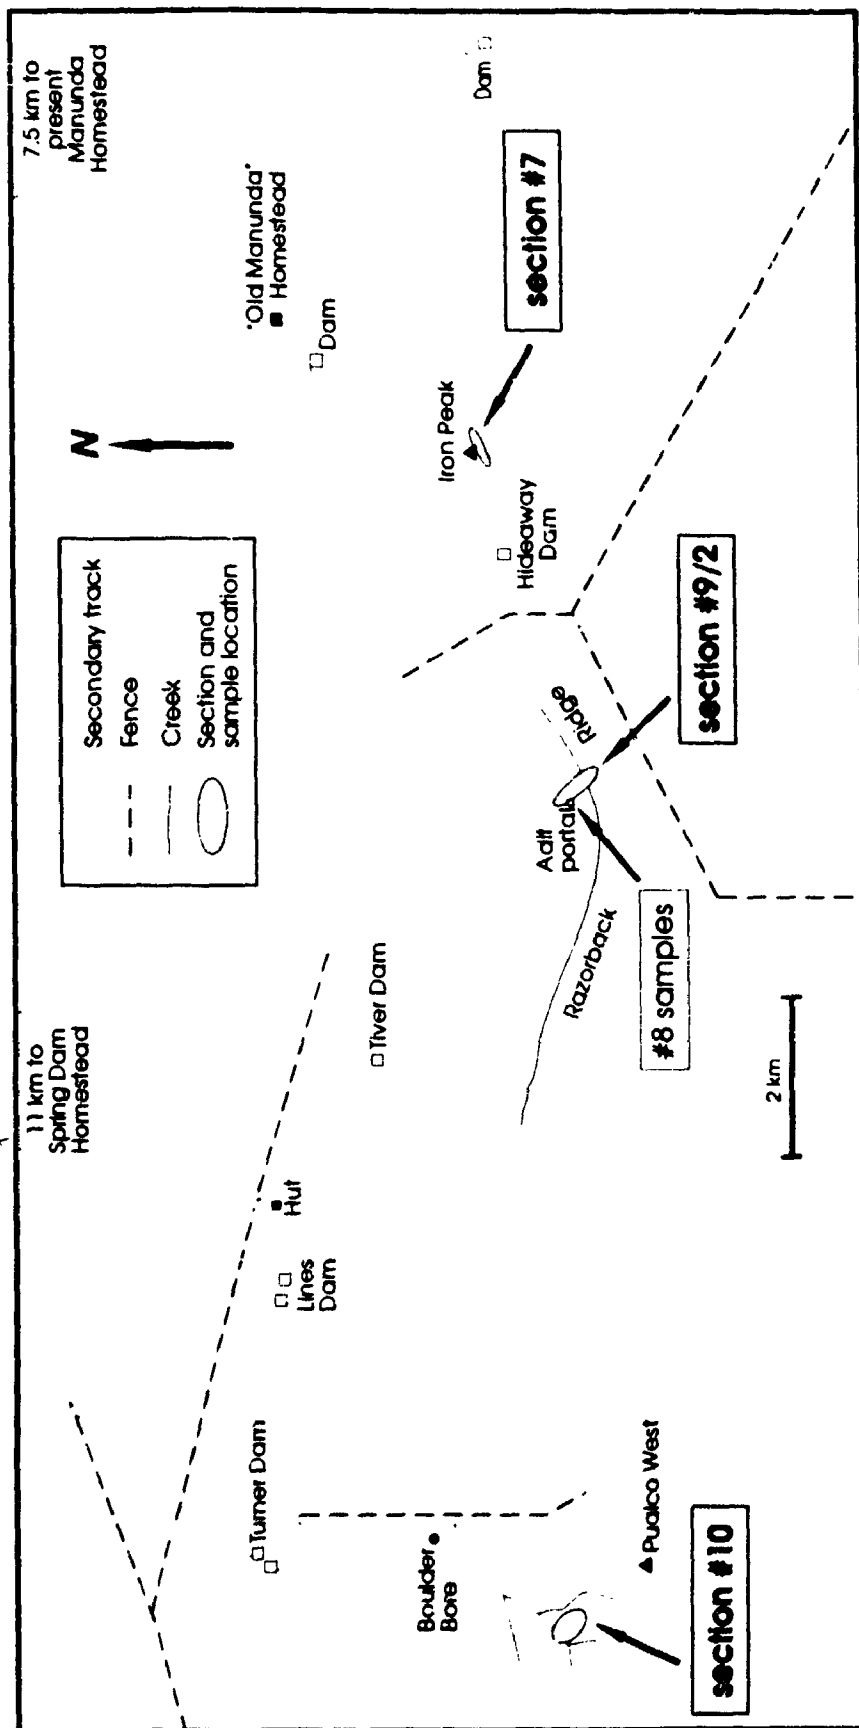 11 km to
Spring Dam
Homestead
7.5 km to
present
Manunda
Homestead
N
Secondary track
Fence
Creek
Section and
sample location
'Old Manunda'
Homestead
Dam
Dam
Turner Dam
Lines
Dam
Hut
Tiver Dam
Iron Peak
Hideaway
Dam
section #7
Boulder
Bore
Pualco West
section #10
Razorback
Ridge
Adit
portal
#8 samples
section #9/2
2 km